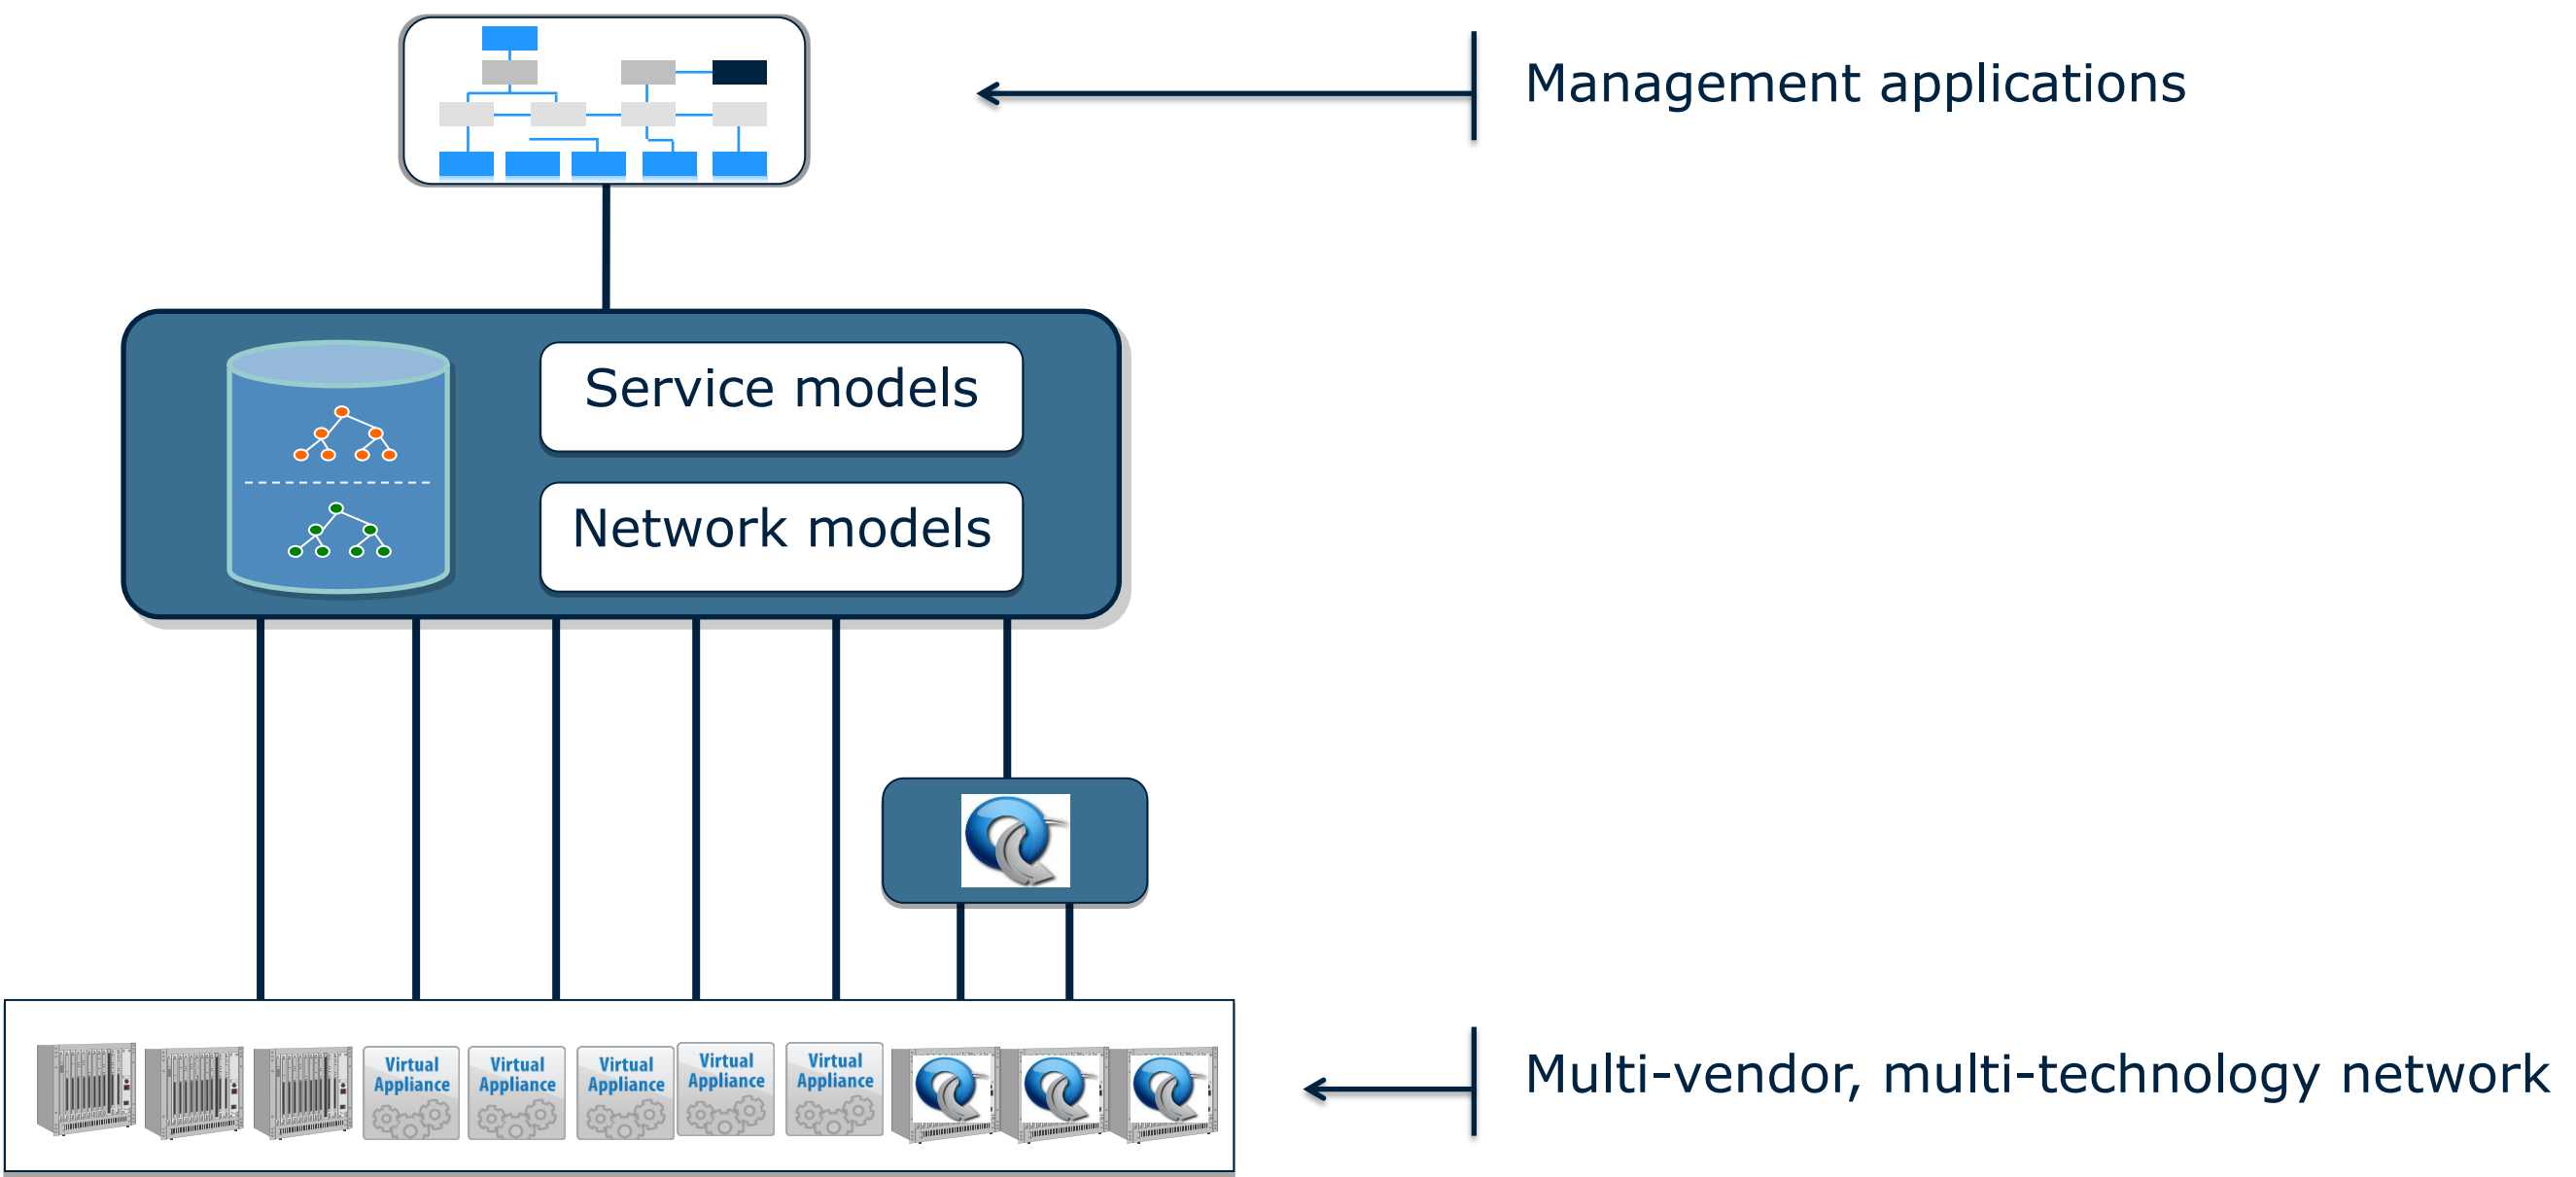 Management applications
Service models
Network models
Virtual
Appliance
Virtual
Appliance
Virtual
Appliance
Virtual
Appliance
Virtual
Appliance
Multi-vendor, multi-technology network